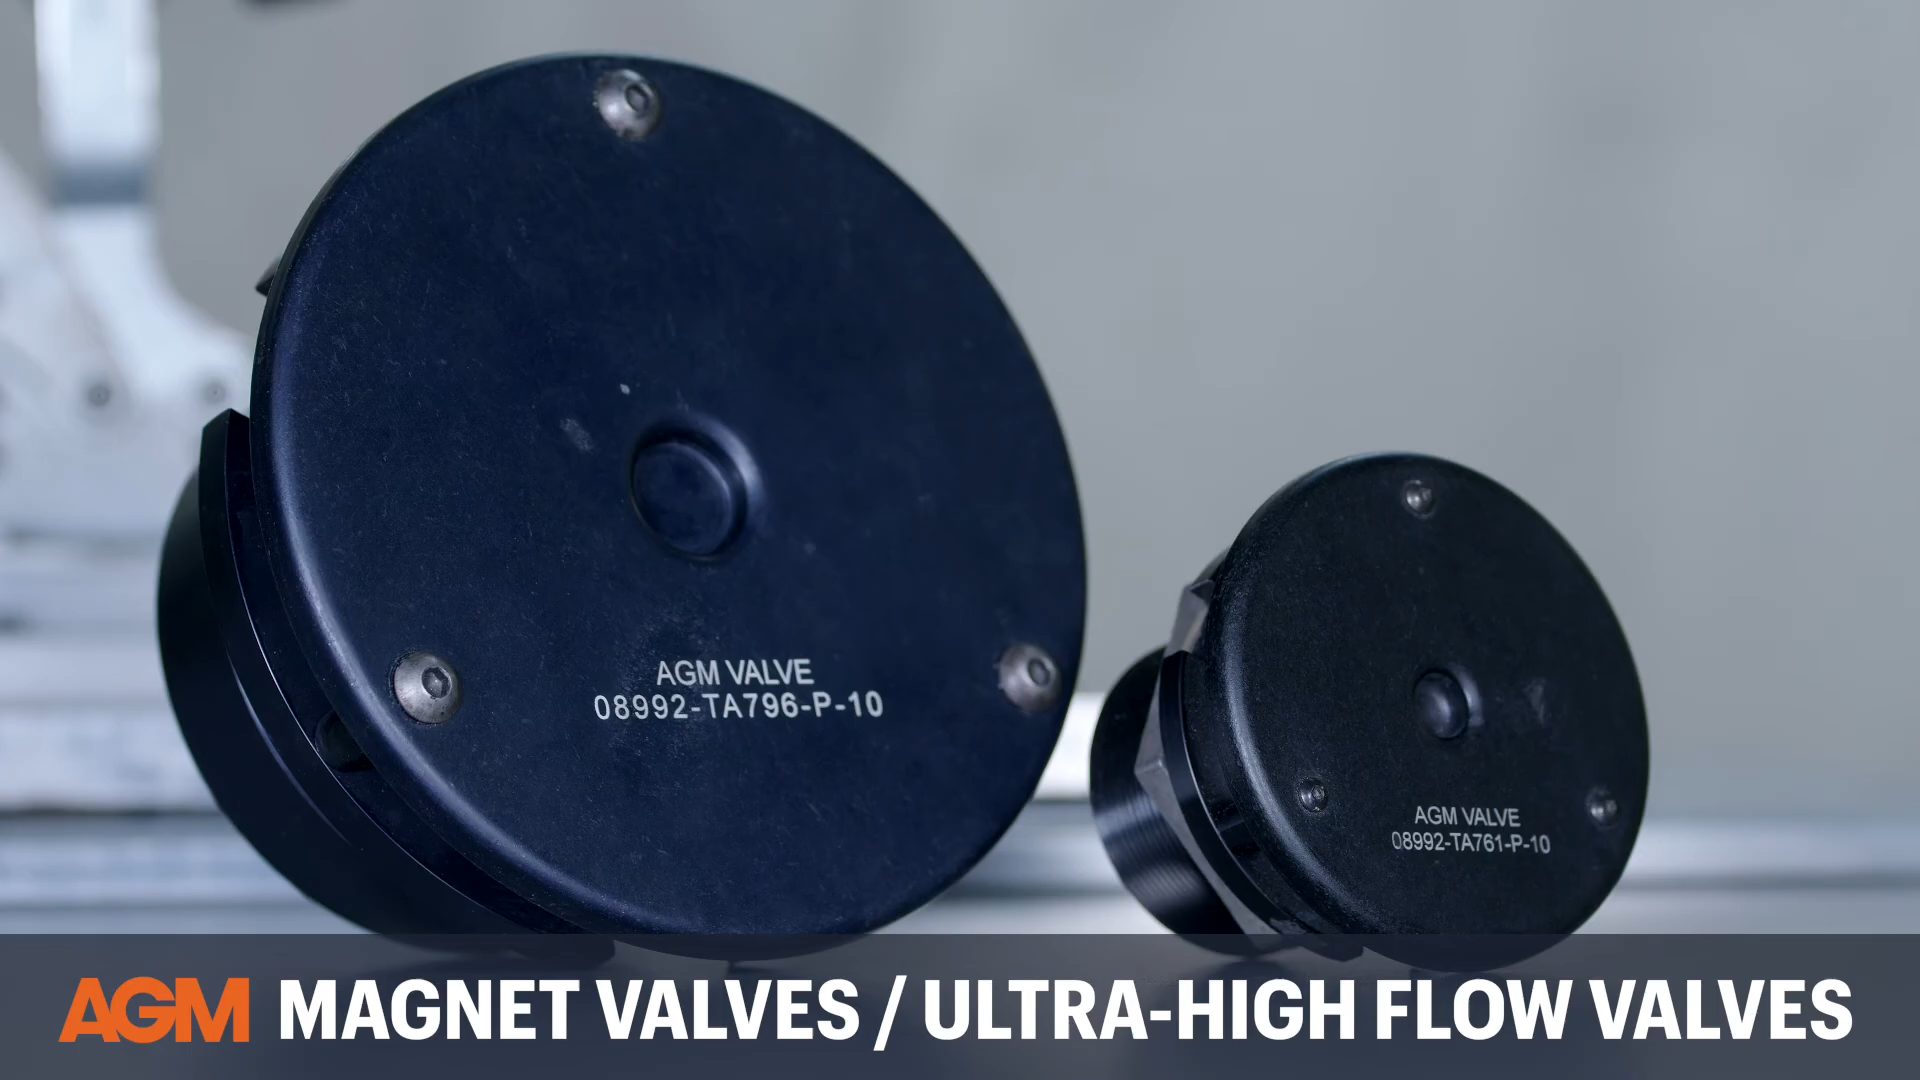 AGM VALVE
08992-TA796-P-10
AGM VALVE
08992-TA761-P-10
AGM MAGNET VALVES / ULTRA-HIGH FLOW VALVES